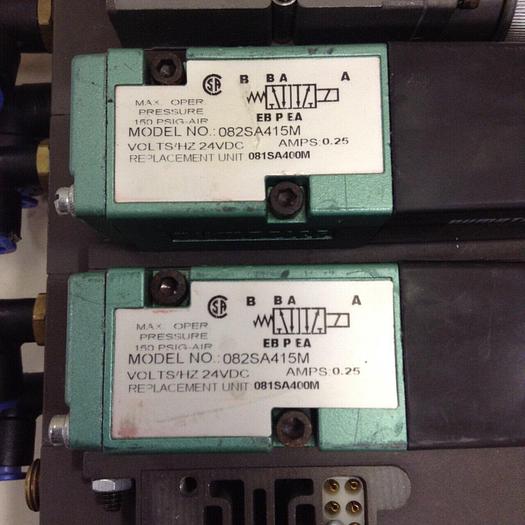 B BA A
MAX. OPER
PRESSURE
150 PSIG-AIR
EB P EA
MODEL NO.: 082SA415M
VOLTS/HZ 24VDC AMPS: 0.25
REPLACEMENT UNIT 081SA400M
B BA A
MAX. OPER
PRESSURE
150 PSIG-AIR
EB P EA
MODEL NO.: 082SA415M
VOLTS/HZ 24VDC AMPS: 0.25
REPLACEMENT UNIT 081SA400M